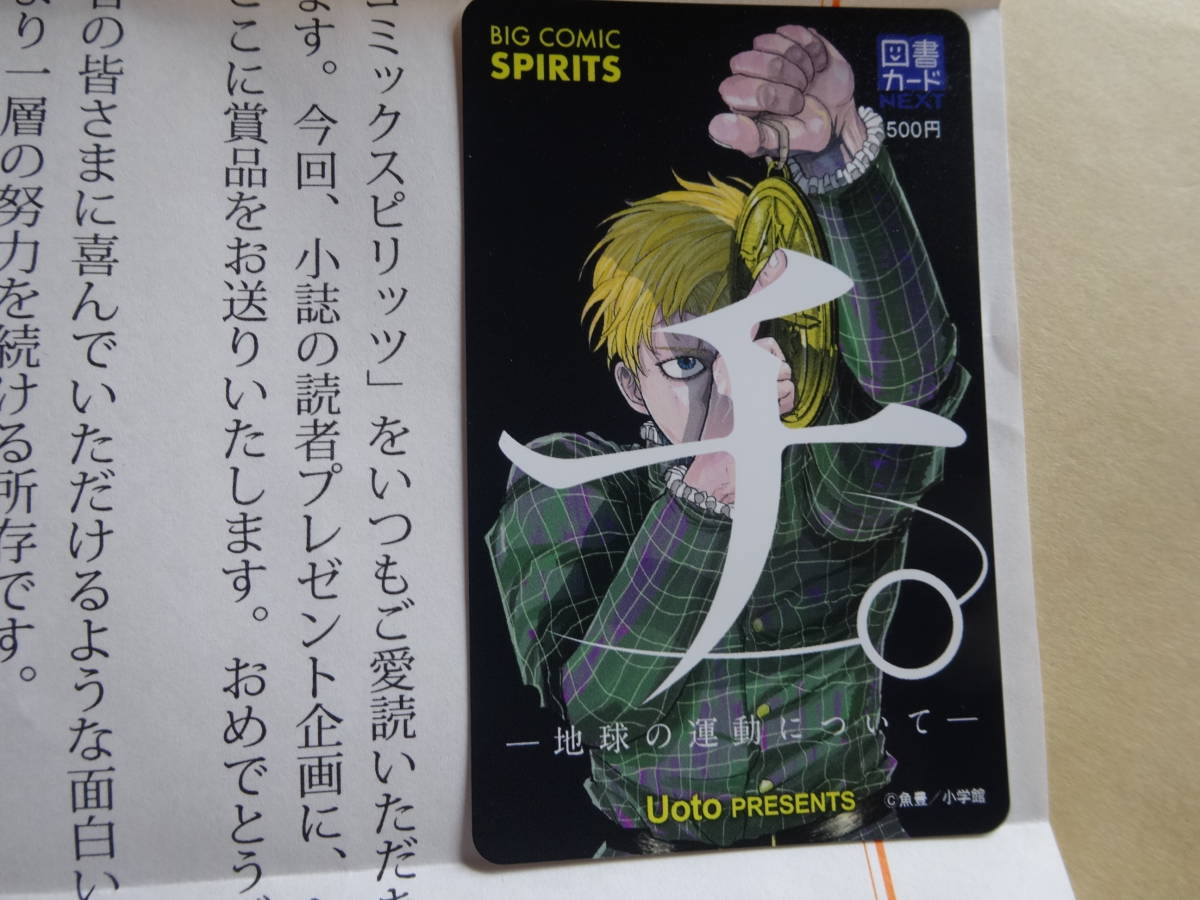 コミックスピリッツ」をいつもご愛読いただき
ます。今回、小誌の読者プレゼント企画に、
ここに賞品をお送りいたします。おめでとう
の皆さまに喜んでいただけるような面白い
より一層の努力を続ける所存です。
BIG COMIC
SPIRITS
図書
カード
NEXT
500円
チ。
―地球の運動について―
Uoto PRESENTS
©魚豊/小学館